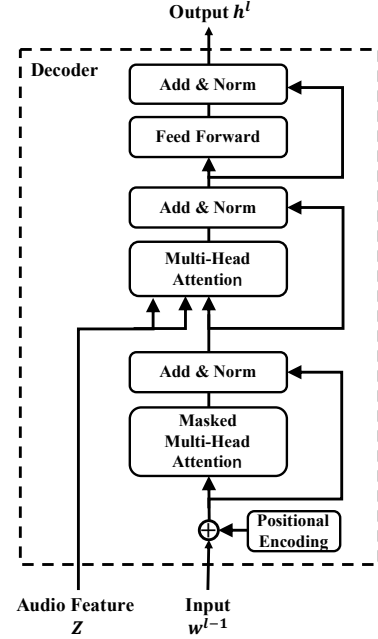 Output h^l
Decoder
Add & Norm
Feed Forward
Add & Norm
Multi-Head
Attention
Add & Norm
Masked
Multi-Head
Attention
Positional
Encoding
Audio Feature
Z
Input
w^{l-1}